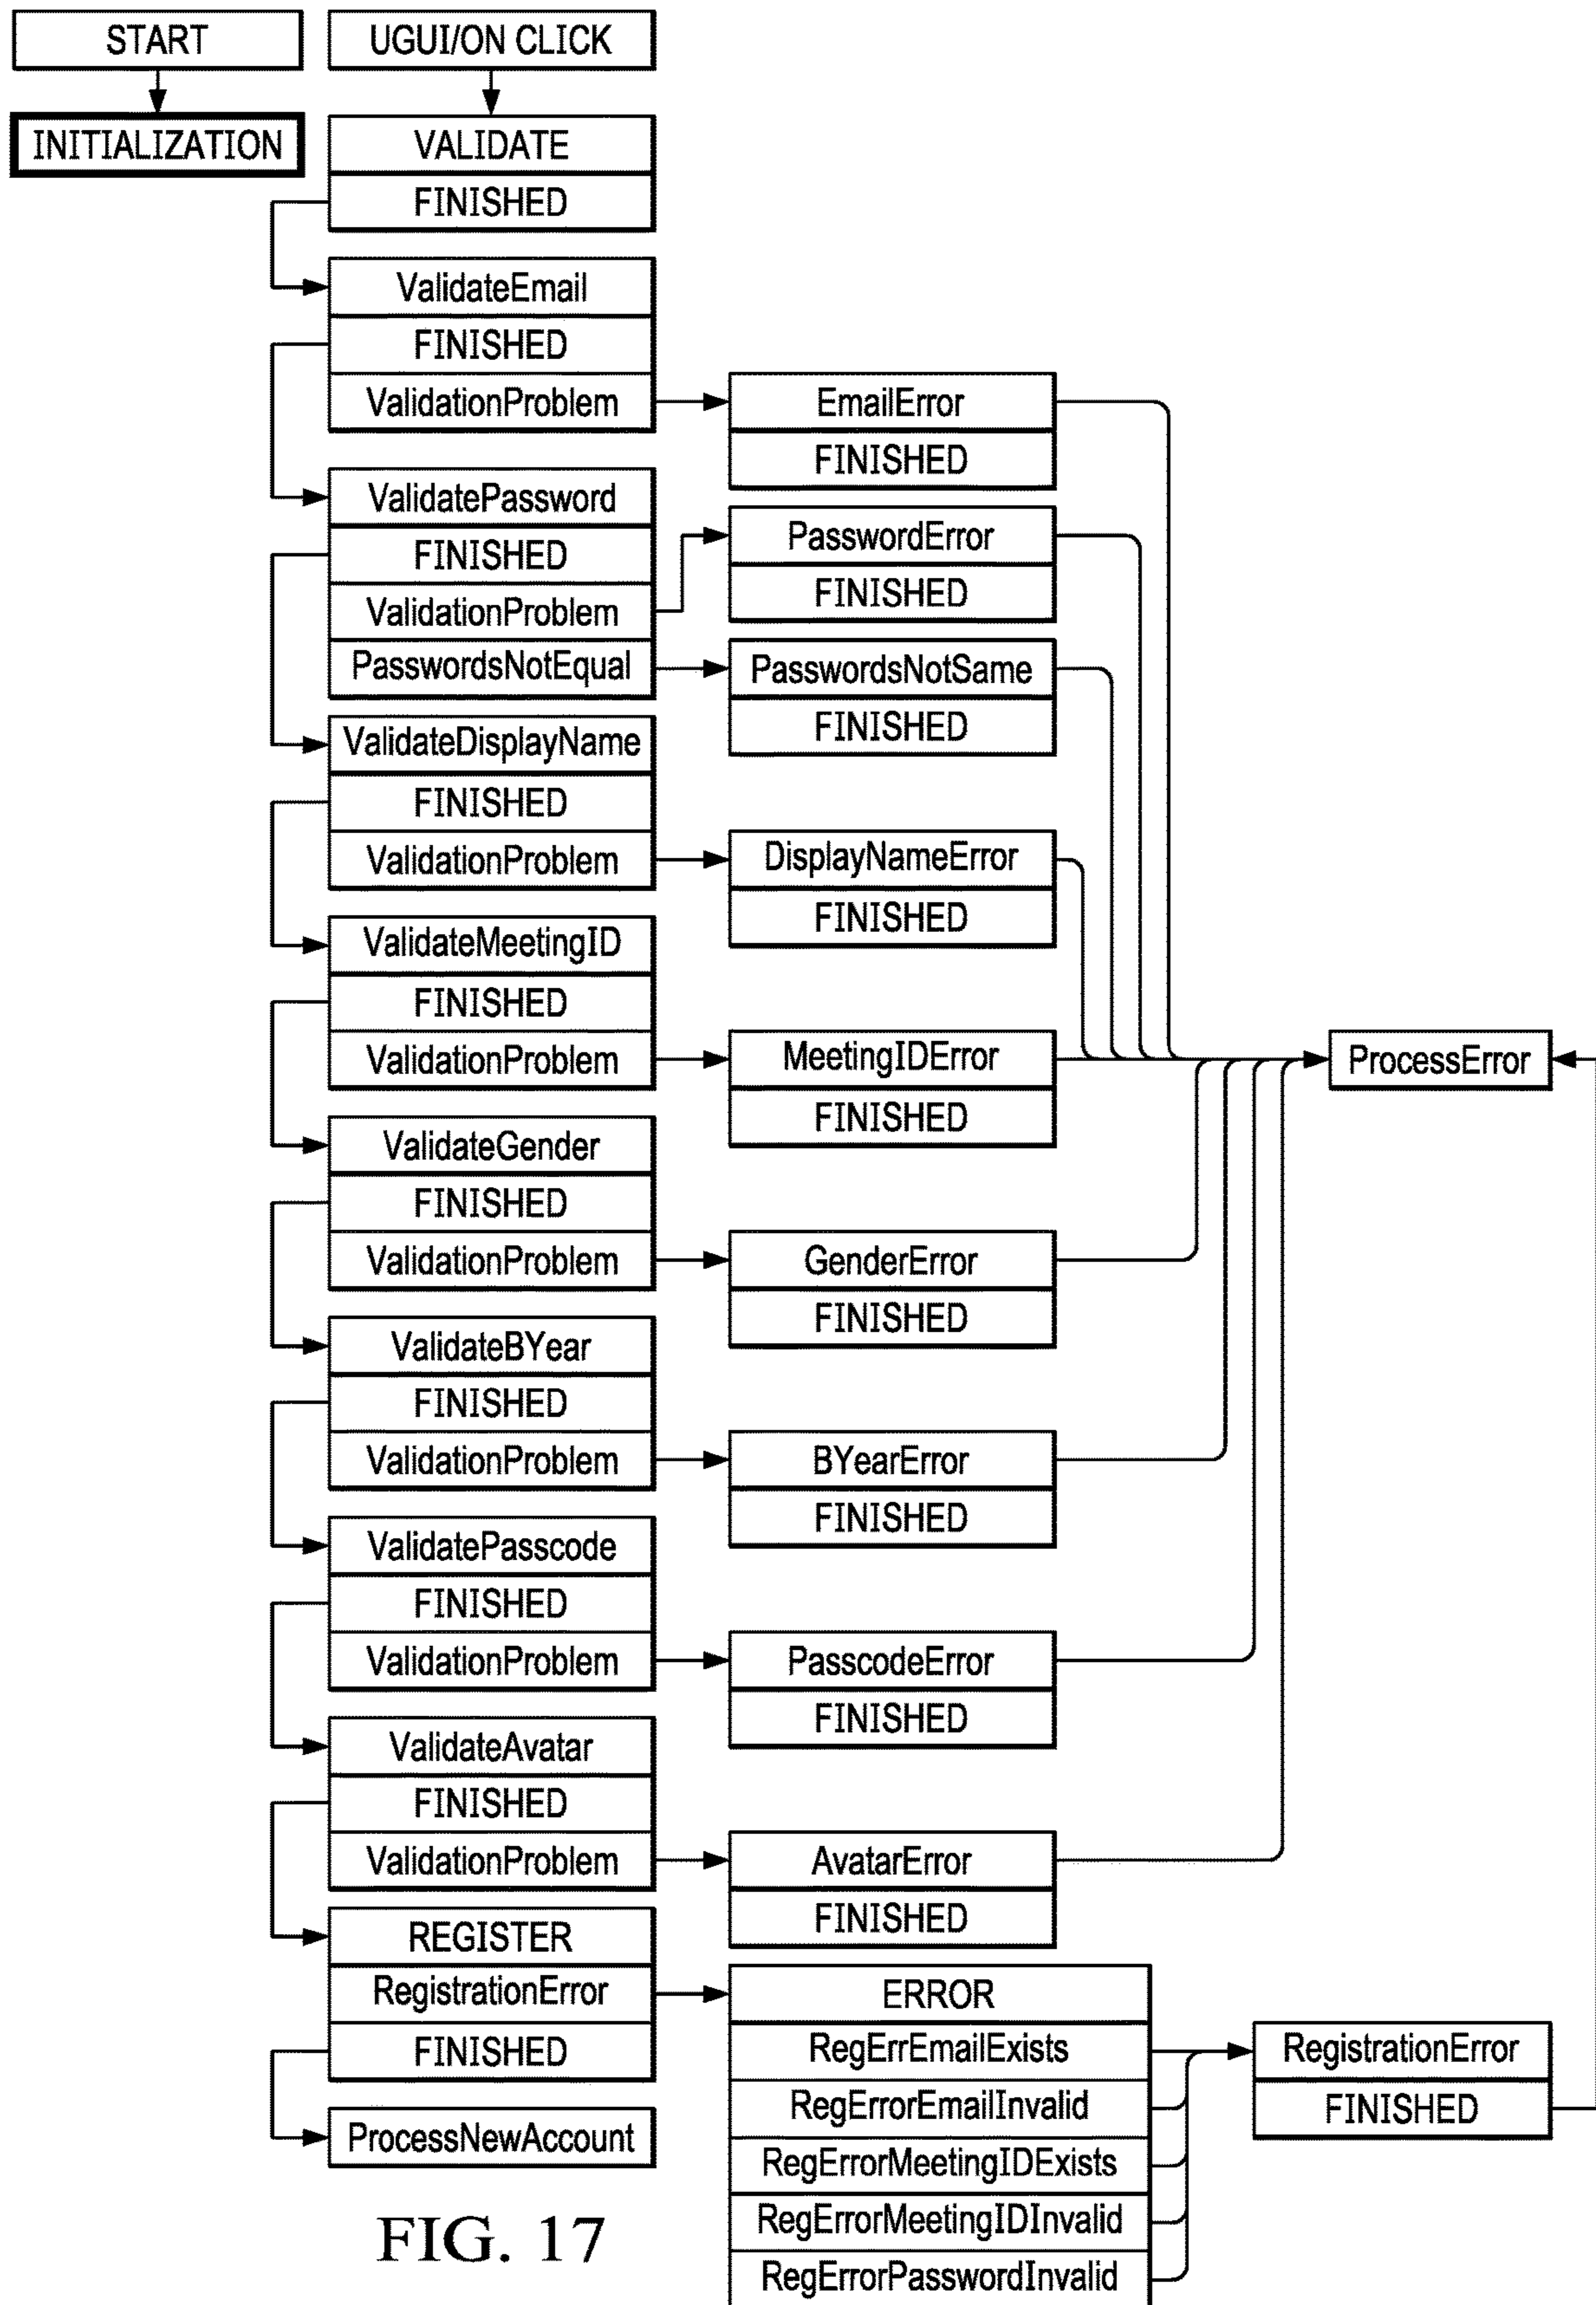 START
UGUI/ON CLICK
INITIALIZATION
VALIDATE
FINISHED
ValidateEmail
FINISHED
ValidationProblem
EmailError
FINISHED
ValidatePassword
FINISHED
ValidationProblem
PasswordsNotEqual
PasswordError
FINISHED
PasswordsNotSame
FINISHED
ValidateDisplayName
FINISHED
ValidationProblem
DisplayNameError
FINISHED
ValidateMeetingID
FINISHED
ValidationProblem
MeetingIDError
FINISHED
ProcessError
ValidateGender
FINISHED
ValidationProblem
GenderError
FINISHED
ValidateBYear
FINISHED
ValidationProblem
BYearError
FINISHED
ValidatePasscode
FINISHED
ValidationProblem
PasscodeError
FINISHED
ValidateAvatar
FINISHED
ValidationProblem
AvatarError
FINISHED
REGISTER
RegistrationError
FINISHED
ProcessNewAccount
ERROR
RegErrEmailExists
RegErrorEmailInvalid
RegErrorMeetingIDExists
RegErrorMeetingIDInvalid
RegErrorPasswordInvalid
RegistrationError
FINISHED
FIG. 17